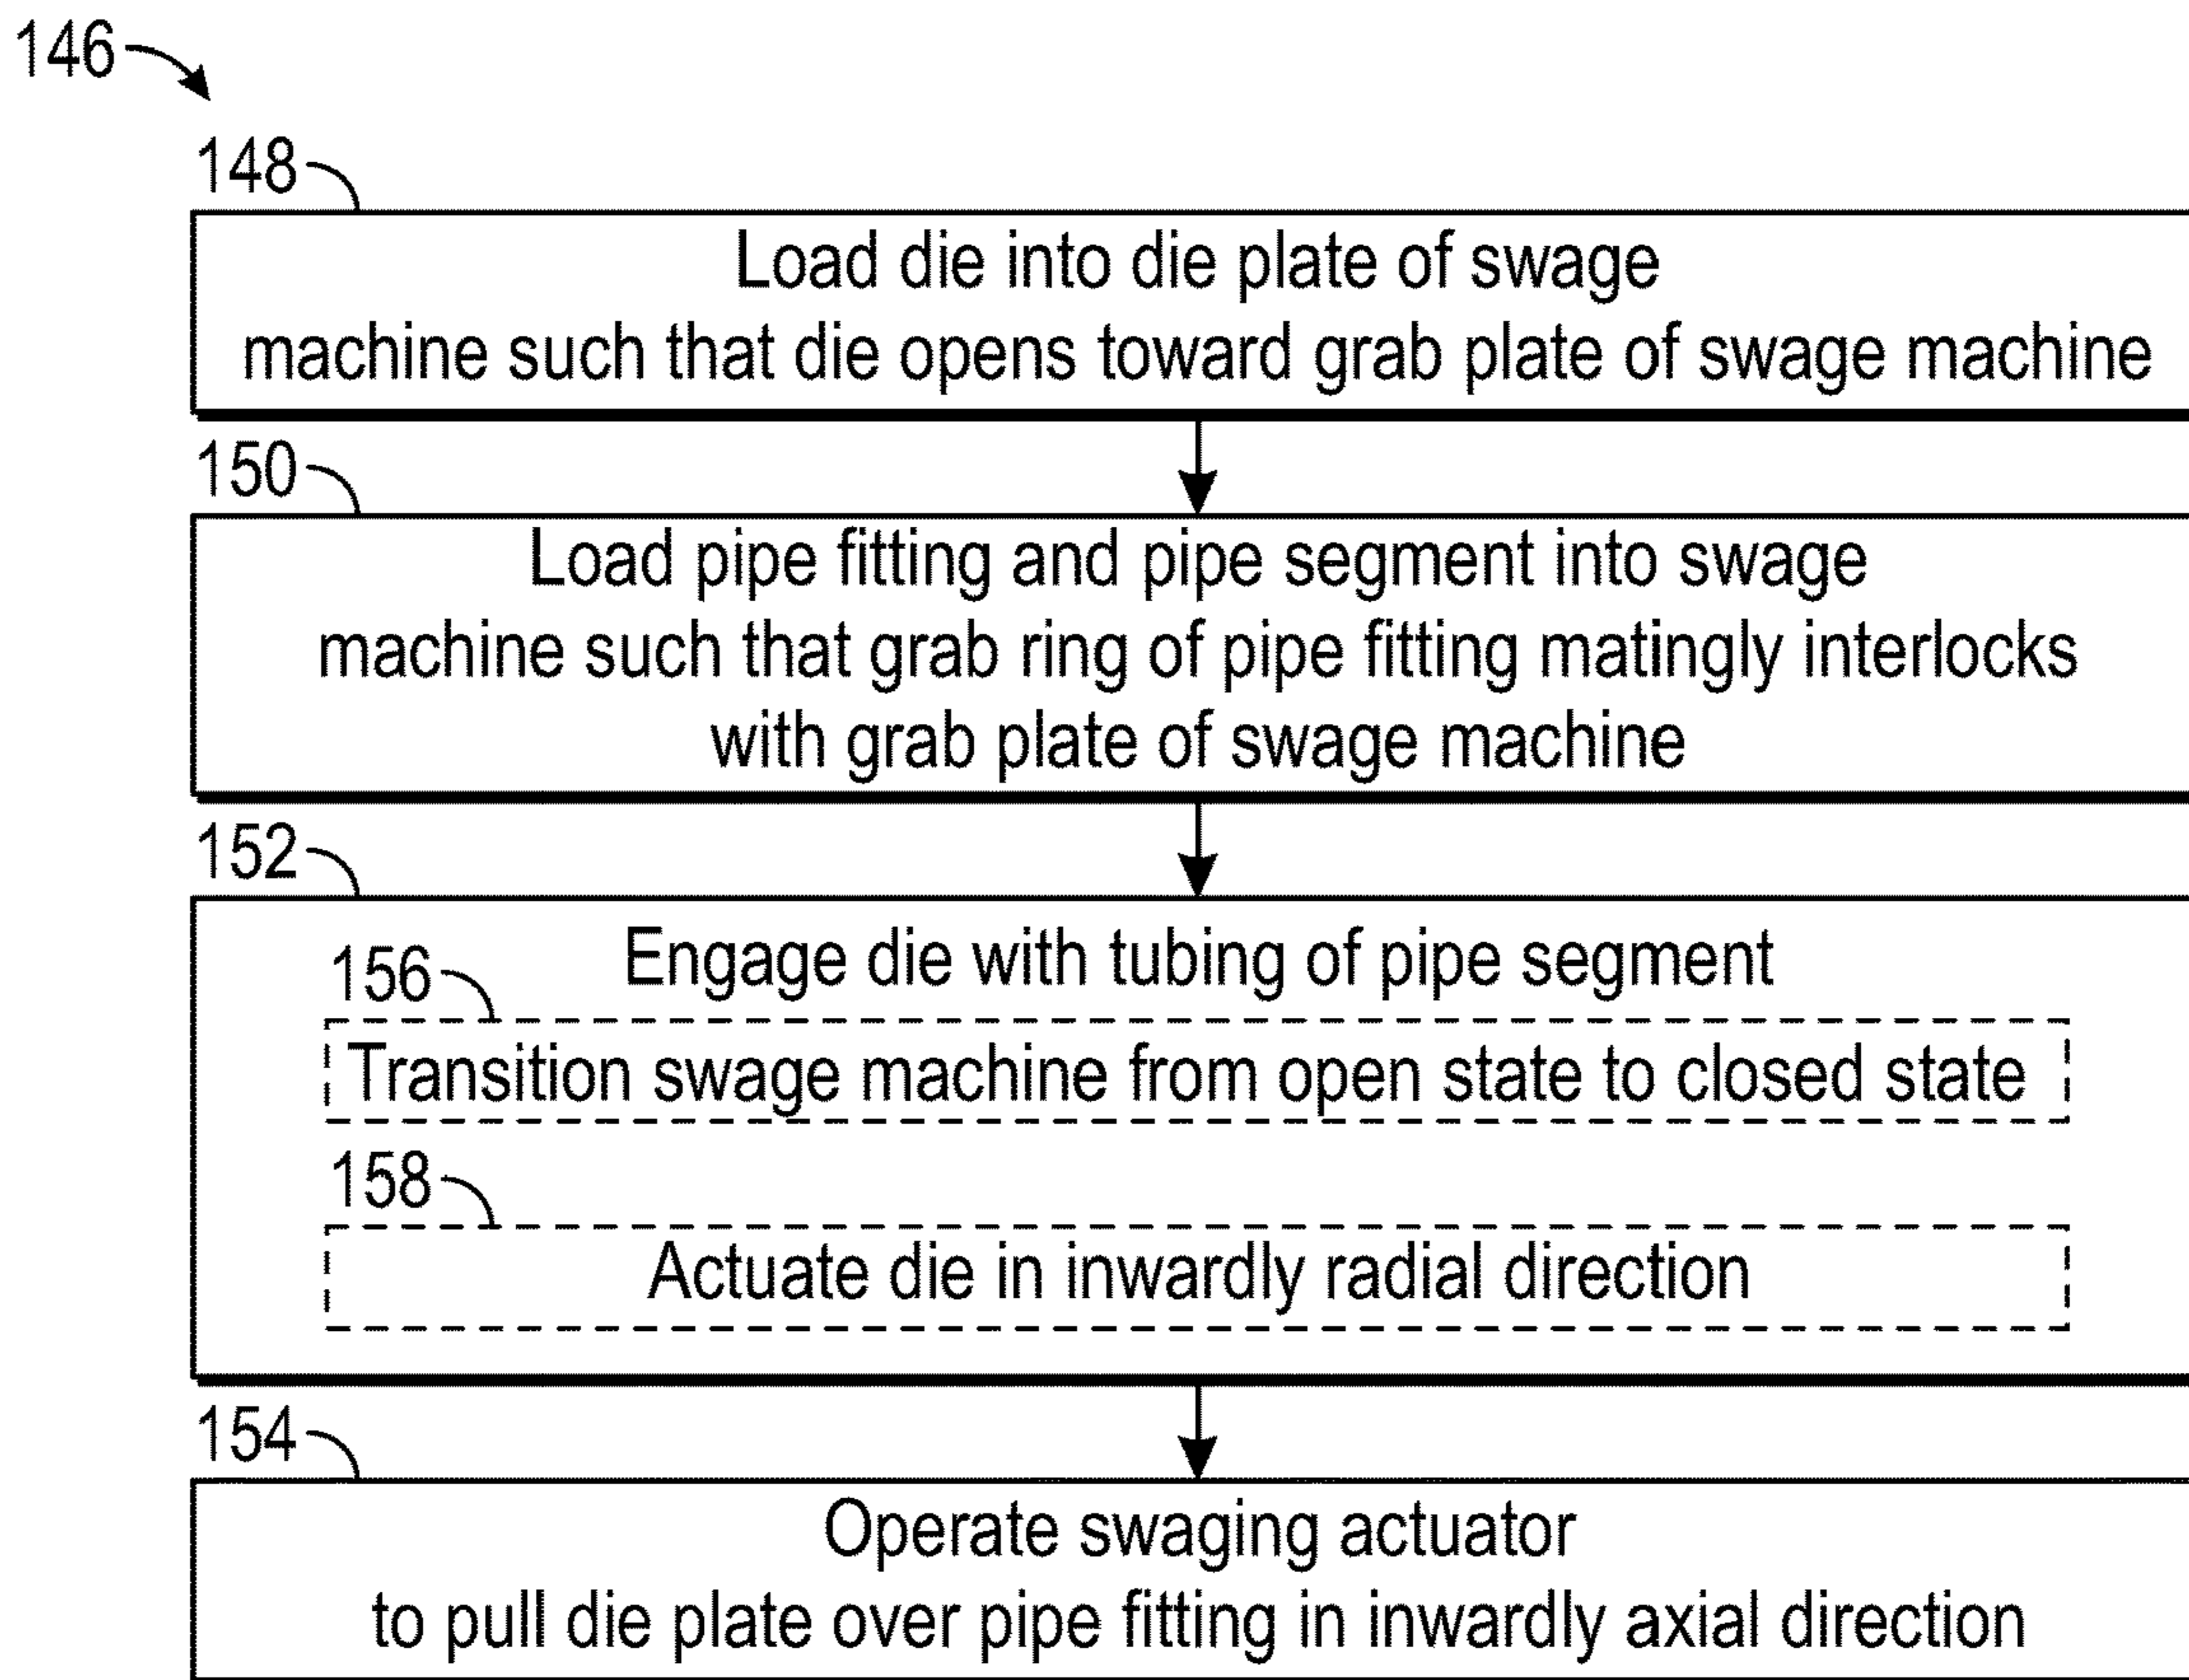 146
148
Load die into die plate of swage
machine such that die opens toward grab plate of swage machine
150
Load pipe fitting and pipe segment into swage
machine such that grab ring of pipe fitting matingly interlocks
with grab plate of swage machine
152
Engage die with tubing of pipe segment
156
Transition swage machine from open state to closed state
158
Actuate die in inwardly radial direction
154
Operate swaging actuator
to pull die plate over pipe fitting in inwardly axial direction